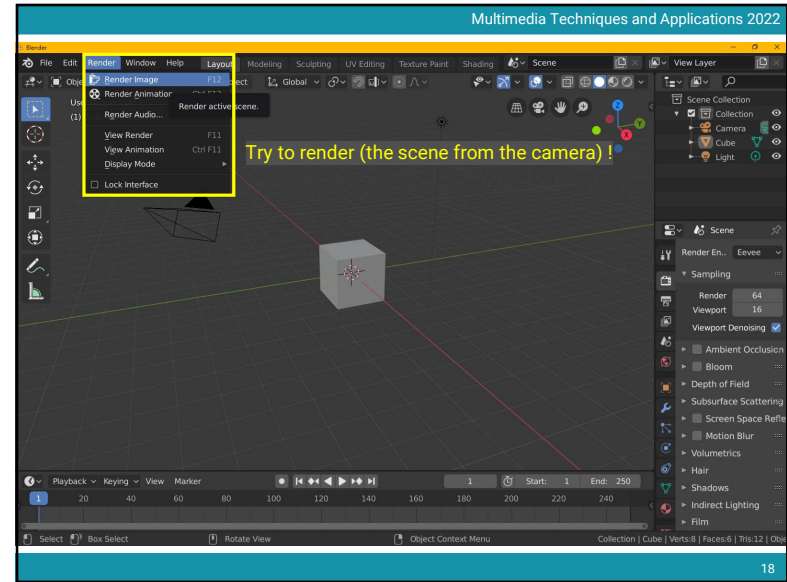 Multimedia Techniques and Applications 2022
Blender
File Edit Render Window Help Layout Modeling Sculpting UV Editing Texture Paint Shading Scene View Layer
Global
Render Image F12
Render Animation
Render active scene.
Render Audio...
View Render F11
View Animation Ctrl F11
Display Mode
Lock Interface
(1)
Try to render (the scene from the camera) !
Z
Y
X
Scene Collection
Collection
Camera
Cube
Light
Scene
Render En.. Eevee
Sampling
Render 64
Viewport 16
Viewport Denoising
Ambient Occlusion
Bloom
Depth of Field
Subsurface Scattering
Screen Space Refle
Motion Blur
Volumetrics
Hair
Shadows
Indirect Lighting
Film
Playback Keying View Marker 1 Start: 1 End: 250
1 20 40 60 80 100 120 140 160 180 200 220 240
Select Box Select Rotate View Object Context Menu Collection | Cube | Verts:8 | Faces:6 | Tris:12 | Obje
18